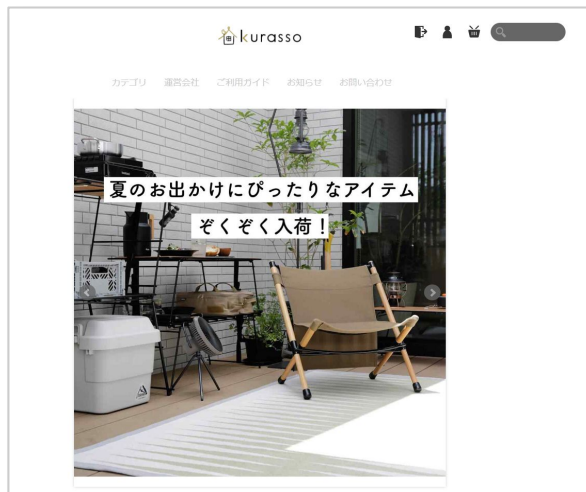 kurasso
カテゴリ 運営会社 ご利用ガイド お知らせ お問い合わせ
夏のお出かけにぴったりなアイテム
ぞくぞく入荷！